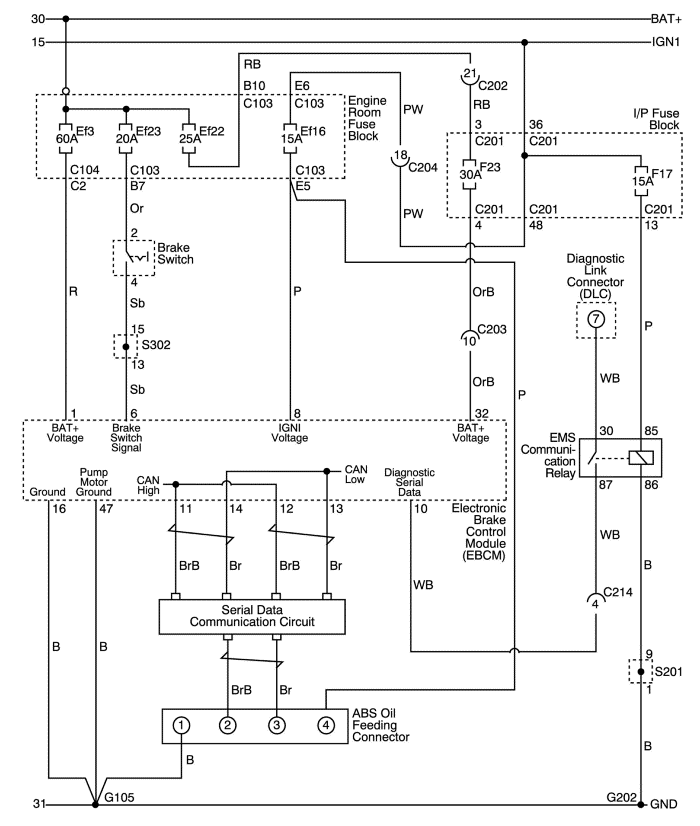 30 BAT+
15 IGN1
RB
21
C202
B10 E6
C103 C103
Engine Room Fuse Block
PW
RB
I/P Fuse Block
3 36
C201 C201
Ef3
60A
Ef23
20A
Ef22
25A
Ef16
15A
18
C204
F23
30A
F17
15A
C104 C103 C103
C2 B7 E5
PW
C201 C201 C201
4 48 13
Or
2
Brake Switch
4
Diagnostic Link Connector (DLC)
7
R
Sb
P
OrB
P
15
S302
13
C203
10
Sb
OrB
P
WB
1 6 8 32
BAT+ Voltage
Brake Switch Signal
IGNI Voltage
BAT+ Voltage
30 85
EMS Communi-cation Relay
87 86
Ground
Pump Motor Ground
CAN High
CAN Low
Diagnostic Serial Data
16 47 11 14 12 13 10
Electronic Brake Control Module (EBCM)
WB
BrB Br BrB Br
WB
B
C214
4
Serial Data Communication Circuit
B B
9
S201
1
BrB Br
ABS Oil Feeding Connector
1 2 3 4
B
B
31 G105 G202 GND